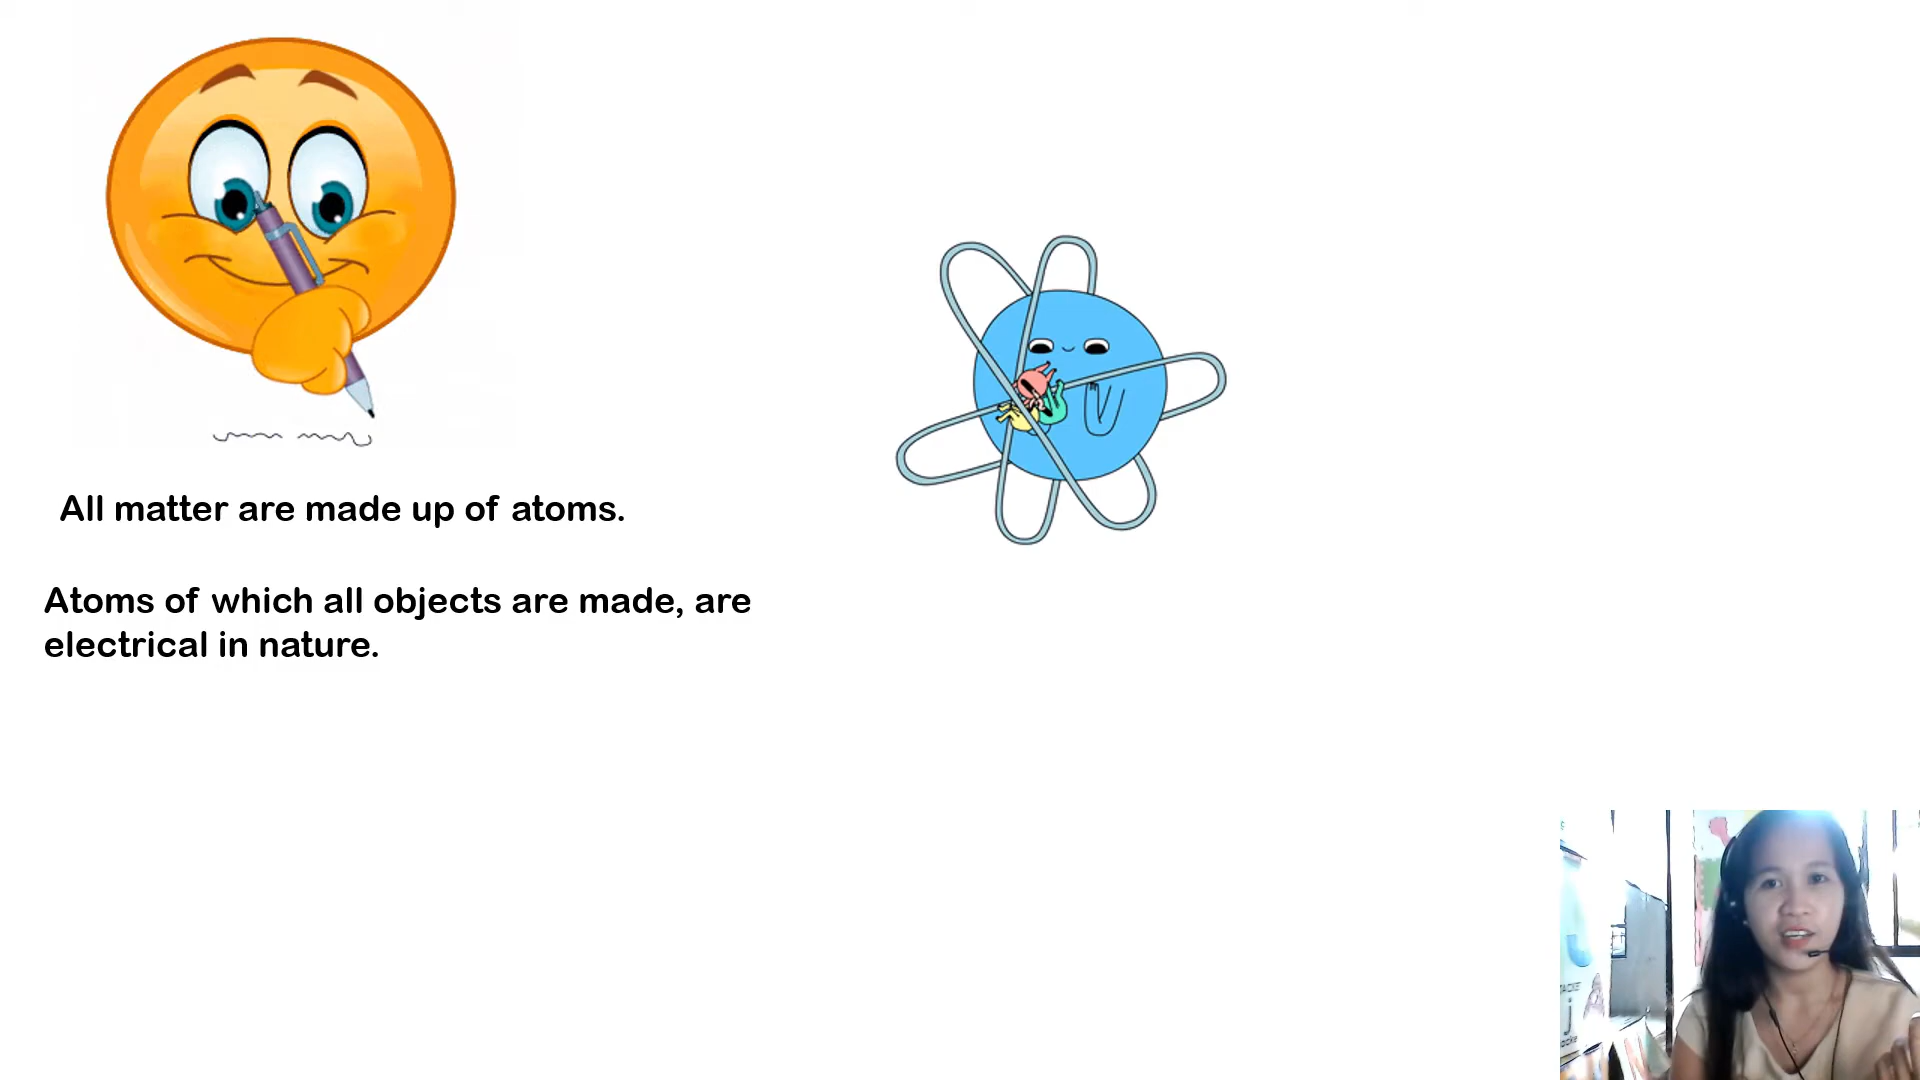 All matter are made up of atoms.
Atoms of which all objects are made, are
electrical in nature.
j